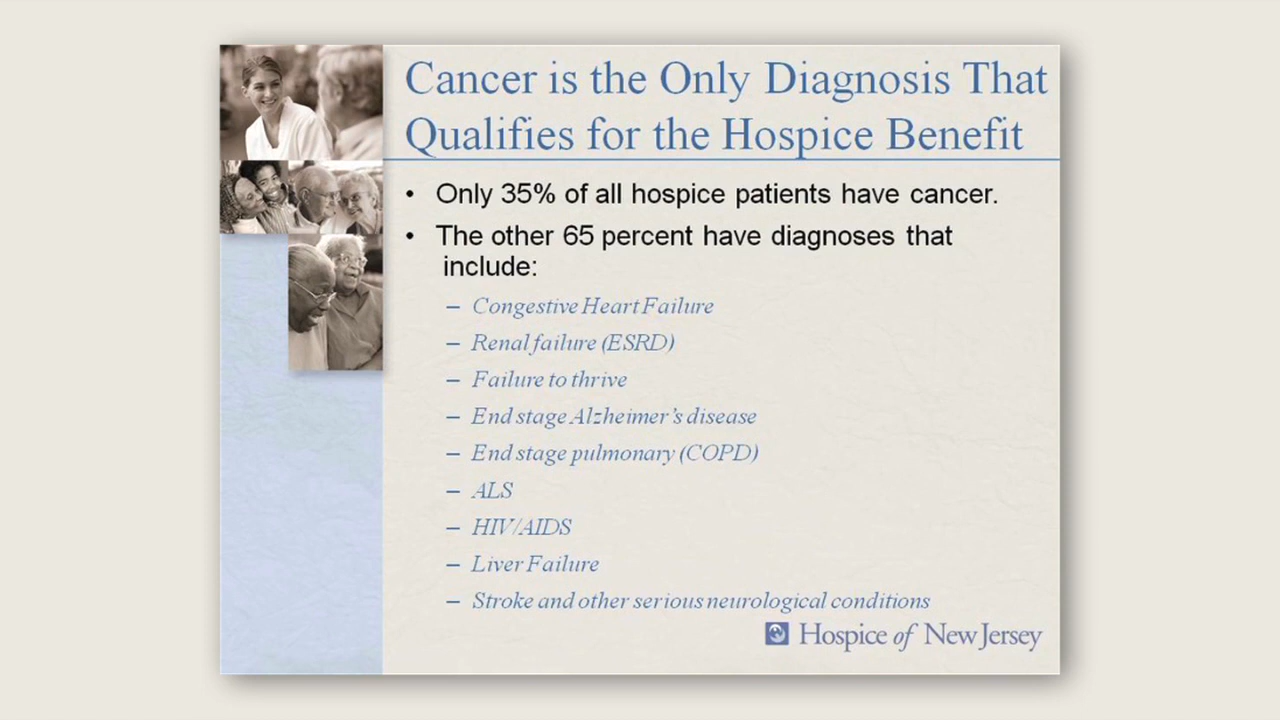 Cancer is the Only Diagnosis That
Qualifies for the Hospice Benefit
• Only 35% of all hospice patients have cancer.
• The other 65 percent have diagnoses that
include:
– Congestive Heart Failure
– Renal failure (ESRD)
– Failure to thrive
– End stage Alzheimer’s disease
– End stage pulmonary (COPD)
– ALS
– HIV/AIDS
– Liver Failure
– Stroke and other serious neurological conditions
Hospice of New Jersey